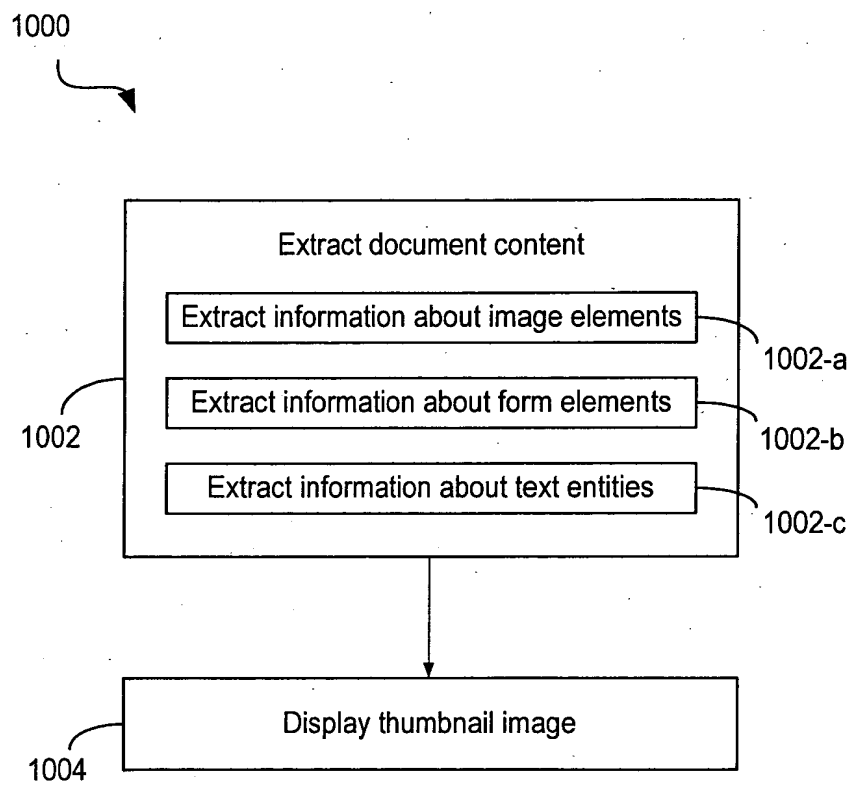 1000
Extract document content
Extract information about image elements
1002-a
Extract information about form elements
1002
1002-b
Extract information about text entities
1002-c
Display thumbnail image
1004